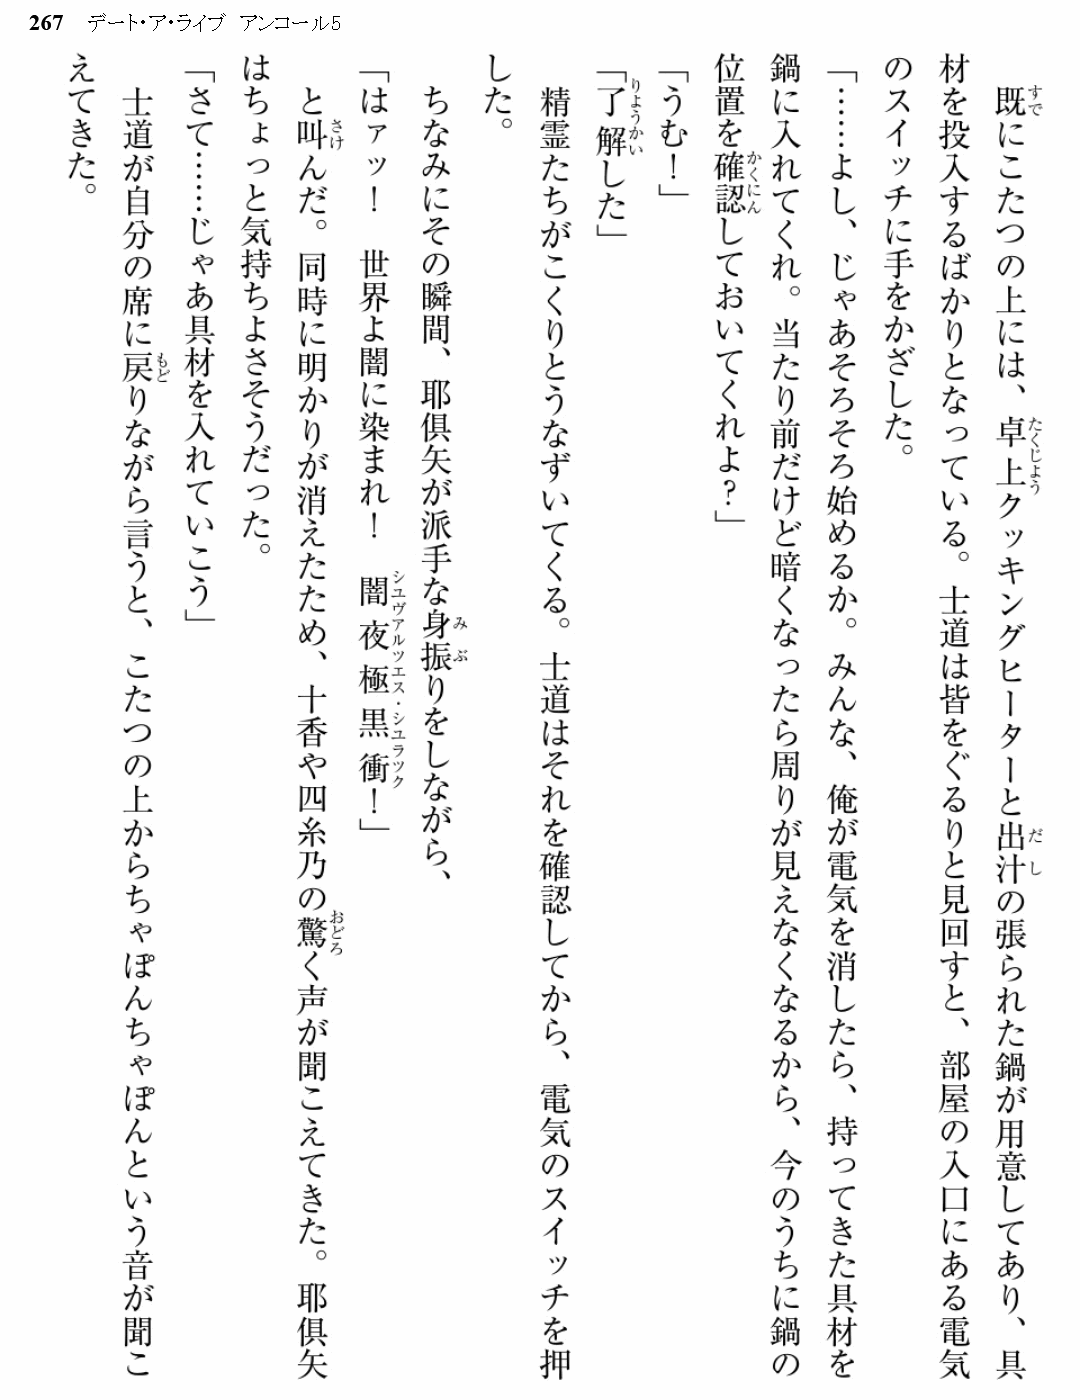 267 デート・ア・ライブ アンコール5
　既にこたつの上には、卓上クッキングヒーターと出汁の張られた鍋が用意してあり、具
材を投入するばかりとなっている。士道は皆をぐるりと見回すと、部屋の入口にある電気
のスイッチに手をかざした。
「……よし、じゃあそろそろ始めるか。みんな、俺が電気を消したら、持ってきた具材を
鍋に入れてくれ。当たり前だけど暗くなったら周りが見えなくなるから、今のうちに鍋の
位置を確認しておいてくれよ？」
「うむ！」
「了解した」
　精霊たちがこくりとうなずいてくる。士道はそれを確認してから、電気のスイッチを押
した。
　ちなみにその瞬間、耶倶矢が派手な身振りをしながら、
「はァッ！　世界よ闇に染まれ！　闇夜極黒衝！」
　と叫んだ。同時に明かりが消えたため、十香や四糸乃の驚く声が聞こえてきた。耶倶矢
はちょっと気持ちよさそうだった。
「さて……じゃあ具材を入れていこう」
　士道が自分の席に戻りながら言うと、こたつの上からちゃぽんちゃぽんという音が聞こ
えてきた。